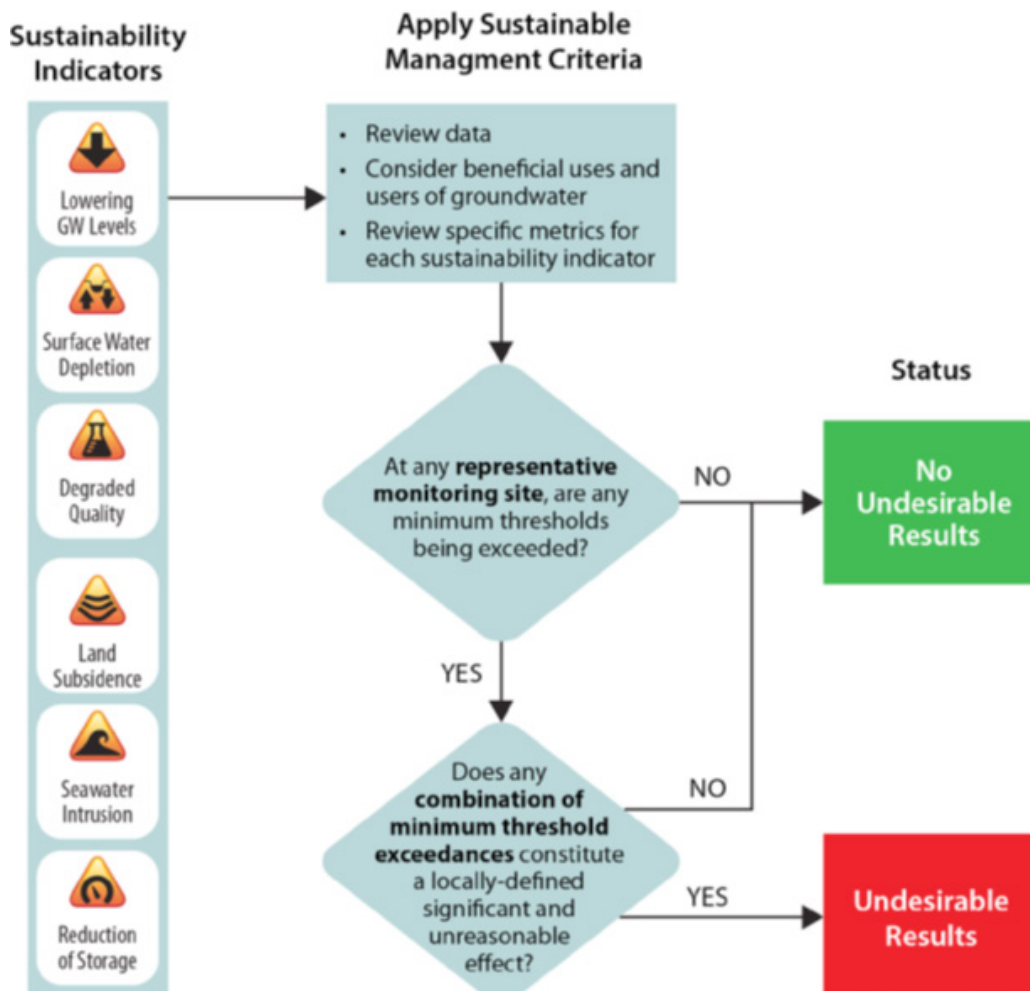 Sustainability
Indicators
Lowering
GW Levels
Surface Water
Depletion
Degraded
Quality
Land
Subsidence
Seawater
Intrusion
Reduction
of Storage
Apply Sustainable
Managment Criteria
• Review data
• Consider beneficial uses and
users of groundwater
• Review specific metrics for
each sustainability indicator
At any representative
monitoring site, are any
minimum thresholds
being exceeded?
NO
YES
Does any
combination of
minimum threshold
exceedances constitute
a locally-defined
significant and
unreasonable
effect?
NO
YES
Status
No
Undesirable
Results
Undesirable
Results